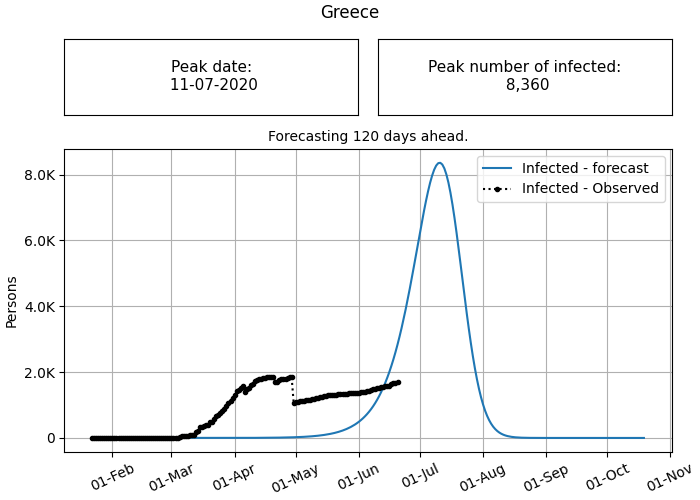 Greece
Peak date:
11-07-2020
Peak number of infected:
8,360
Forecasting 120 days ahead.
Infected - forecast
Infected - Observed
8.0K
6.0K
4.0K
2.0K
0
Persons
01-Feb
01-Mar
01-Apr
01-May
01-Jun
01-Jul
01-Aug
01-Sep
01-Oct
01-Nov